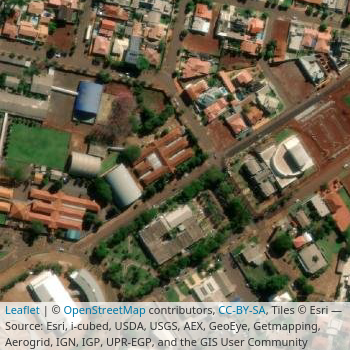 Leaflet | © OpenStreetMap contributors, CC-BY-SA, Tiles © Esri —
Source: Esri, i-cubed, USDA, USGS, AEX, GeoEye, Getmapping,
Aerogrid, IGN, IGP, UPR-EGP, and the GIS User Community